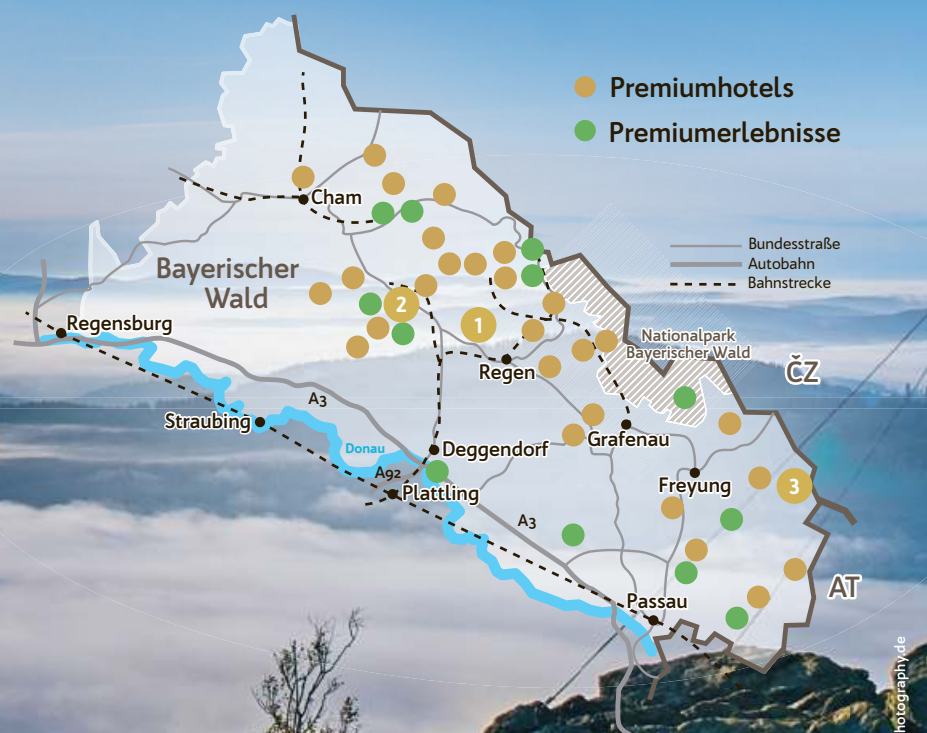 Premiumhotels
Premiumerlebnisse
Cham
Bundesstraße
Autobahn
Bahnstrecke
Bayerischer
Wald
2
1
Regensburg
Nationalpark
Bayerischer Wald
Regen
ČZ
A3
Straubing
Grafenau
Donau
Deggendorf
A92
Plattling
Freyung
3
A3
AT
Passau
hotography.de